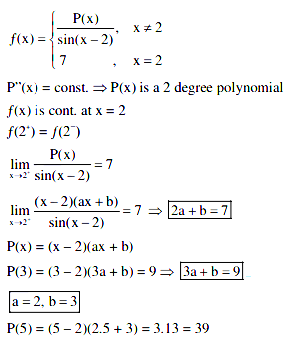 f(x) = { P(x) / sin(x – 2), x ≠ 2
7 , x = 2
P"(x) = const. ⇒ P(x) is a 2 degree polynomial
f(x) is cont. at x = 2
f(2⁺) = f(2⁻)
lim x→2⁺ P(x) / sin(x – 2) = 7
lim x→2⁺ (x – 2)(ax + b) / sin(x – 2) = 7 ⇒ 2a + b = 7
P(x) = (x – 2)(ax + b)
P(3) = (3 – 2)(3a + b) = 9 ⇒ 3a + b = 9
a = 2, b = 3
P(5) = (5 – 2)(2.5 + 3) = 3.13 = 39